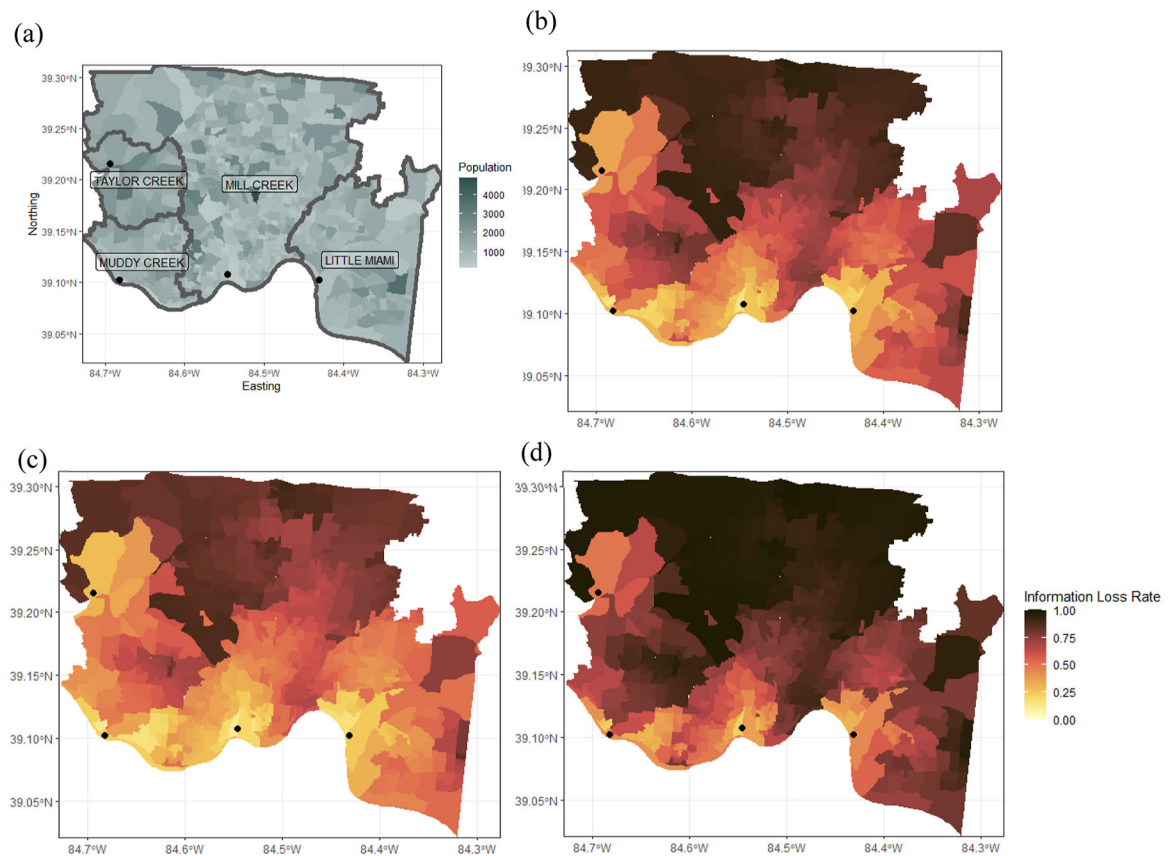 (a)
39.30°N
39.25°N
39.20°N
39.15°N
39.10°N
39.05°N
Northing
TAYLOR CREEK
MILL CREEK
MUDDY CREEK
LITTLE MIAMI
84.7°W
84.6°W
84.5°W
84.4°W
84.3°W
Easting
Population
4000
3000
2000
1000
(b)
39.30°N
39.25°N
39.20°N
39.15°N
39.10°N
39.05°N
84.7°W
84.6°W
84.5°W
84.4°W
84.3°W
(c)
39.30°N
39.25°N
39.20°N
39.15°N
39.10°N
39.05°N
84.7°W
84.6°W
84.5°W
84.4°W
84.3°W
(d)
39.30°N
39.25°N
39.20°N
39.15°N
39.10°N
39.05°N
84.7°W
84.6°W
84.5°W
84.4°W
84.3°W
Information Loss Rate
1.00
0.75
0.50
0.25
0.00